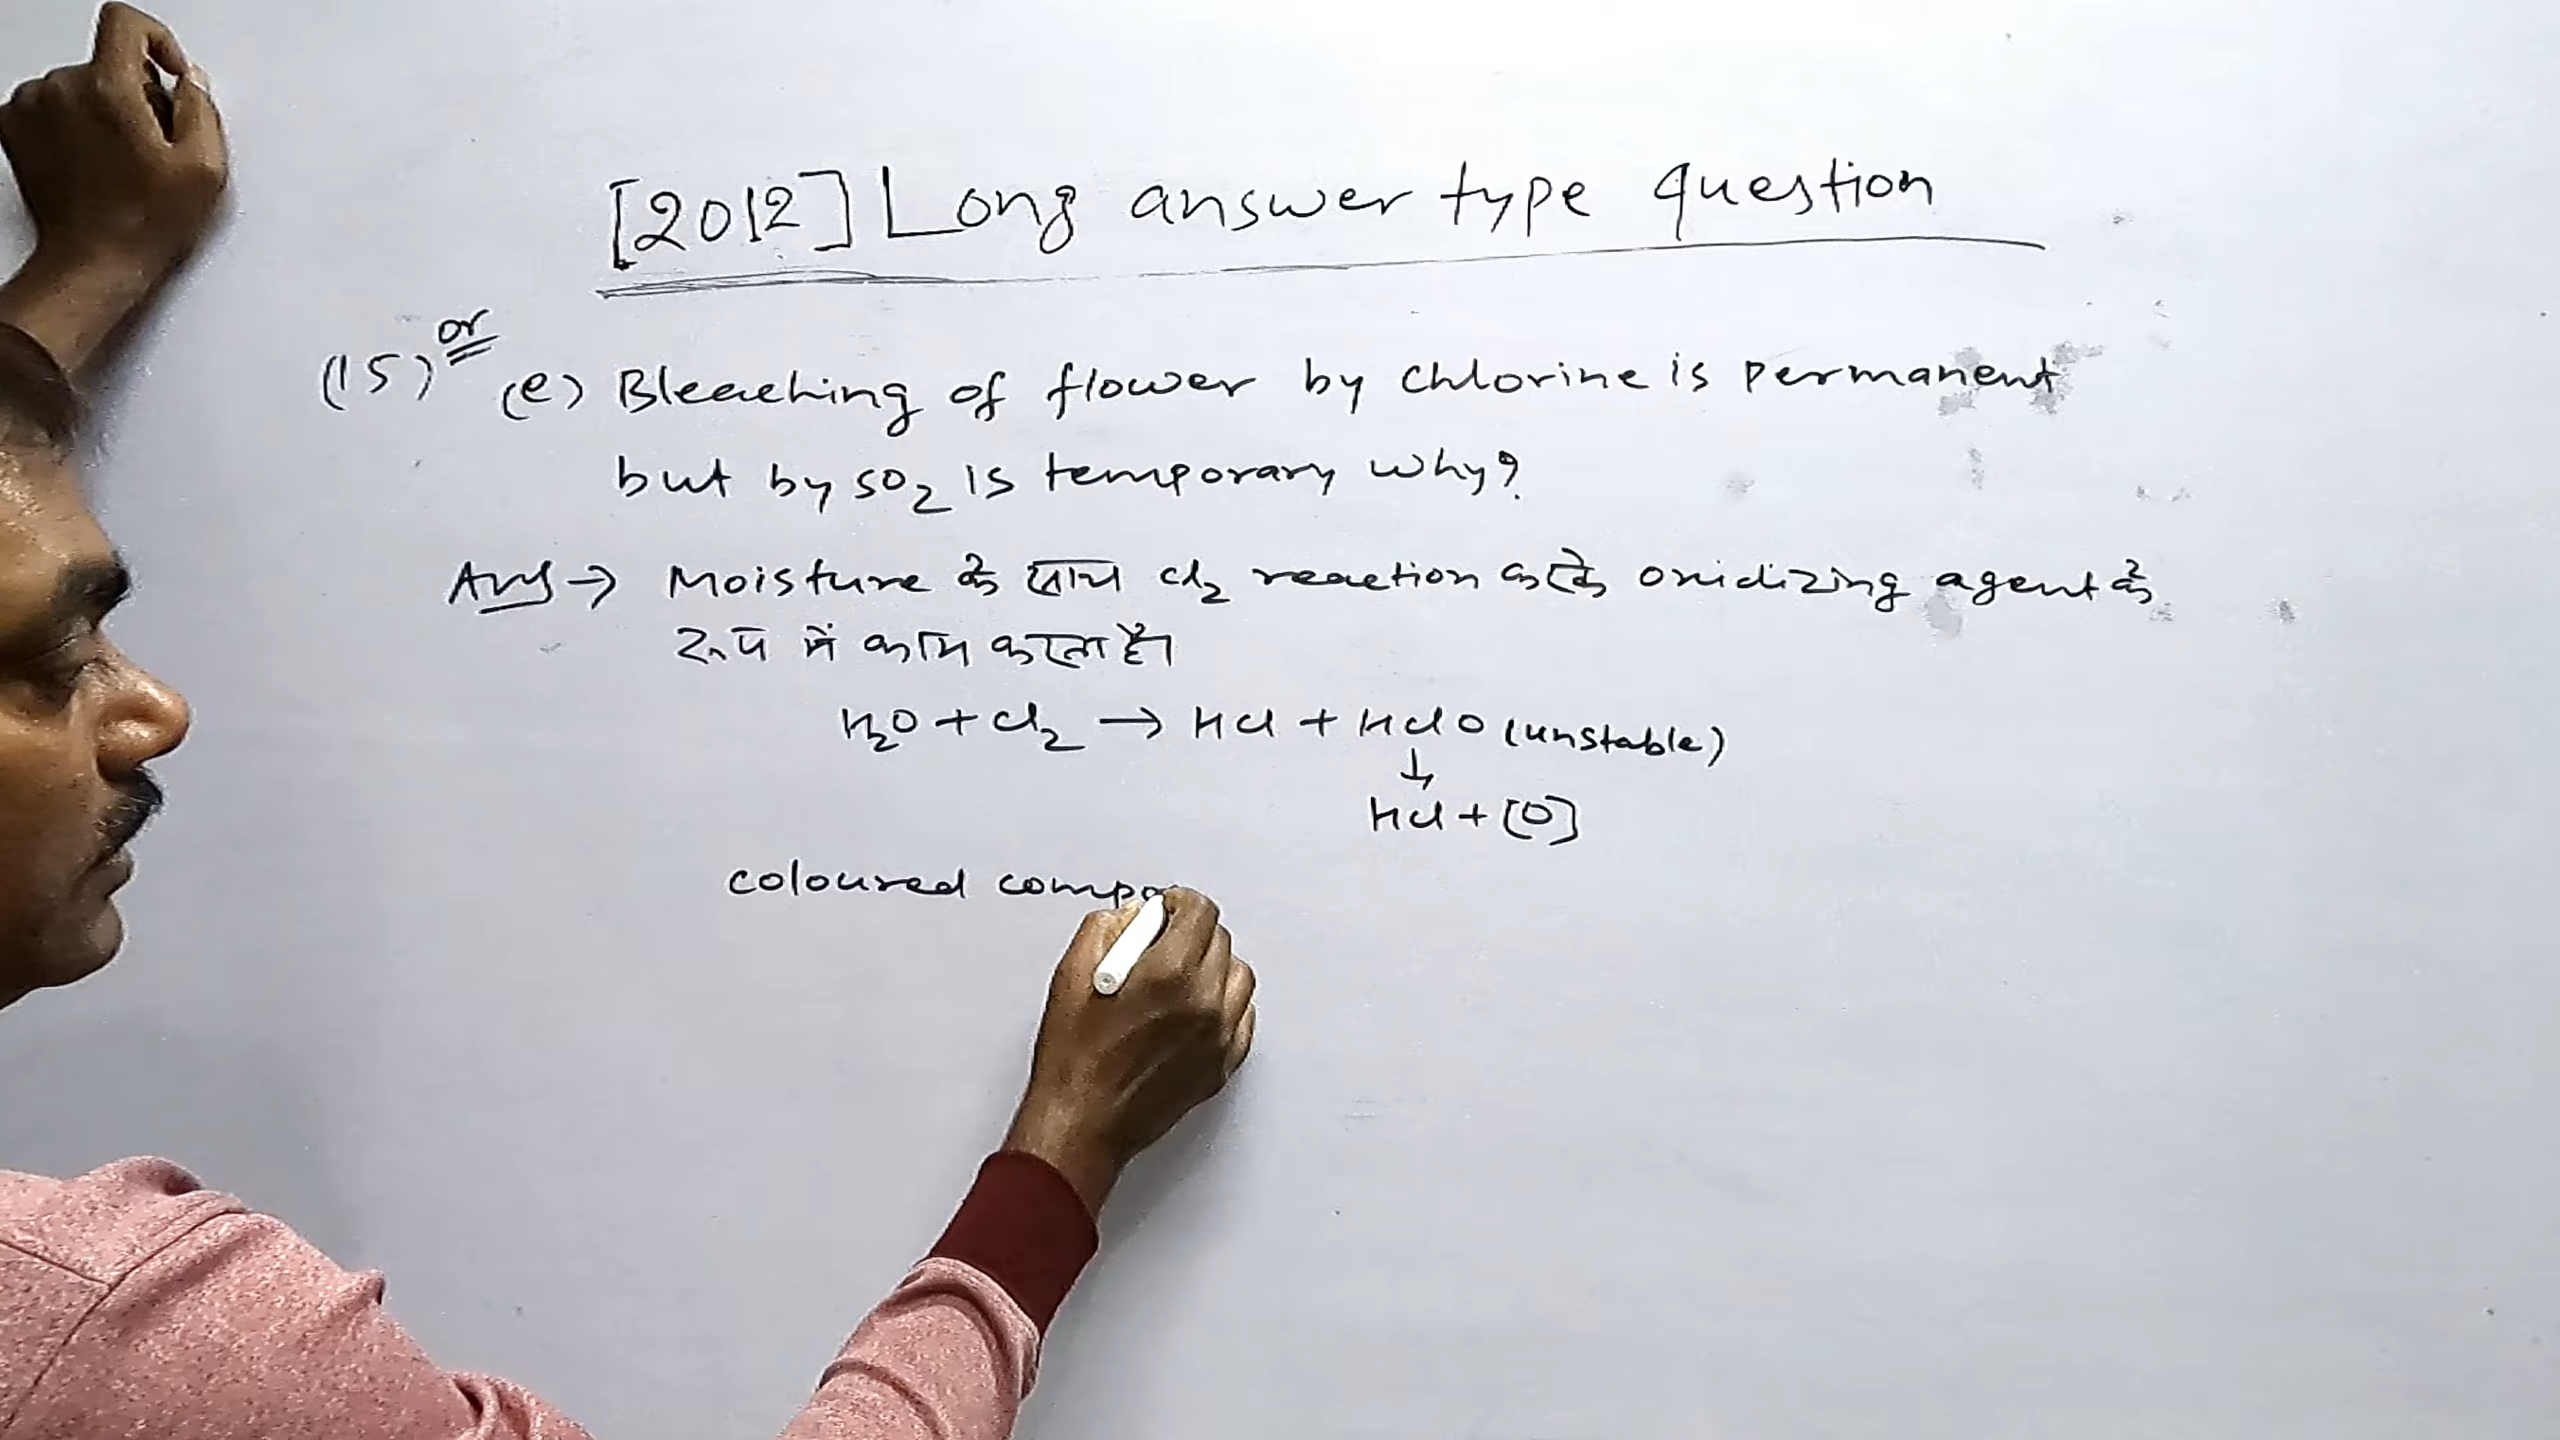 [2012] Long answer type question
(15) or (e) Bleaching of flower by chlorine is permanent
but by SO2 is temporary why?
Ans → Moisture के साथ Cl2 reaction करके oxidizing agent के
रूप में काम करता है।
H2O + Cl2 → HCl + HClO (unstable)
↓
HCl + [O]
coloured compo